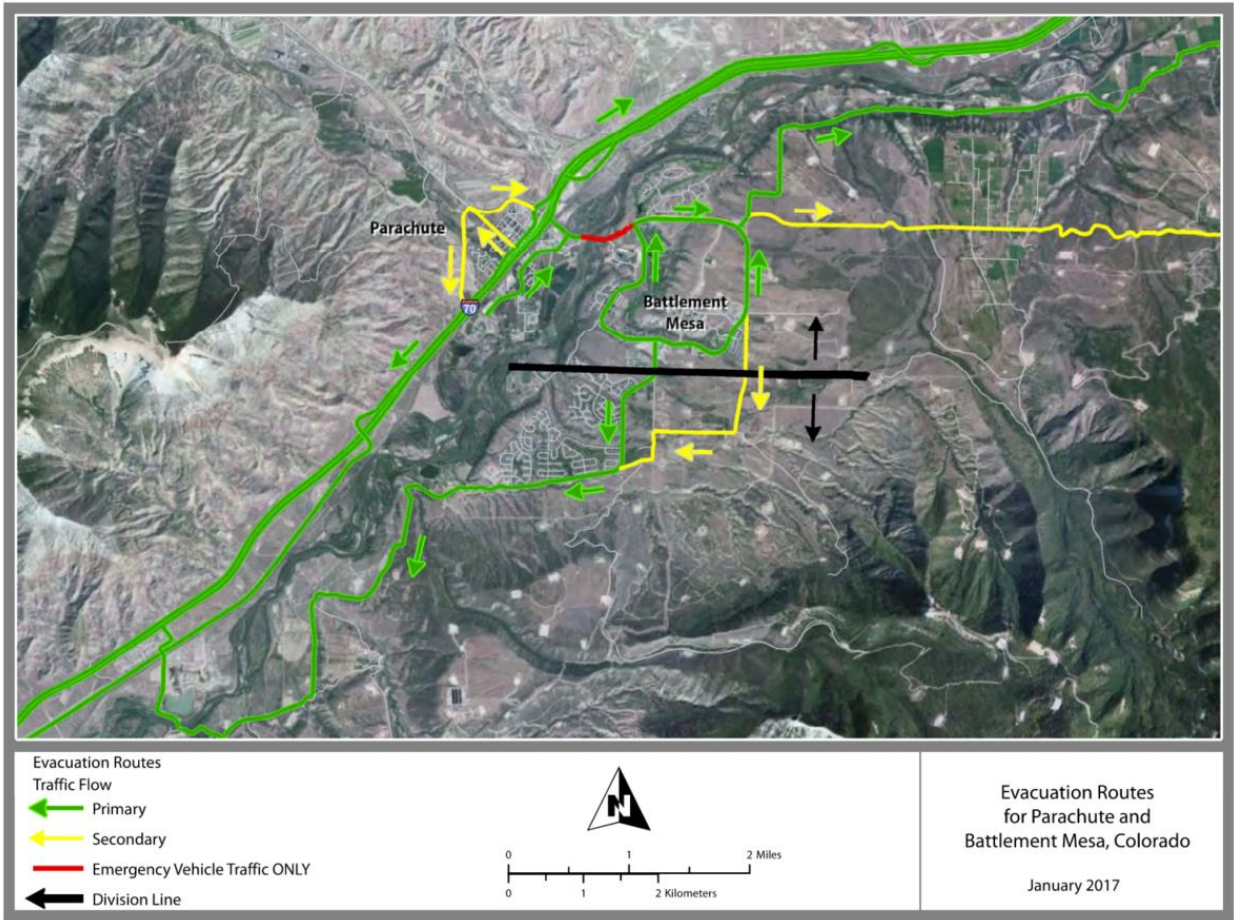 Parachute
70
Battlement
Mesa
Evacuation Routes
Traffic Flow
Primary
Secondary
Emergency Vehicle Traffic ONLY
Division Line
N
0 1 2 Miles
0 1 2 Kilometers
Evacuation Routes
for Parachute and
Battlement Mesa, Colorado
January 2017